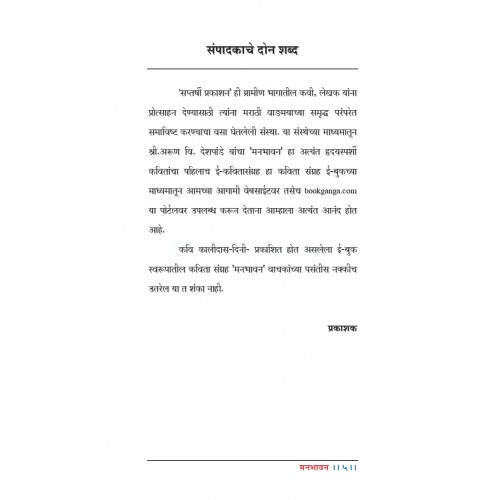 संपादकाचे दोन शब्द
'सप्तर्षी प्रकाशन' ही ग्रामीण भागातील कवी, लेखक यांना
प्रोत्साहन देण्यासाठी त्यांना मराठी वाङमयाच्या समृद्ध परंपरेत
समाविष्ट करण्याचा वसा घेतलेली संस्था. या संस्थेच्या माध्यमातून
श्री.अरूण वि. देशपांडे यांचा 'मनभावन' हा अत्यंत हृदयस्पर्शी
कवितांचा पहिलाच ई-कवितासंग्रह हा कविता संग्रह ई-बुकच्या
माध्यमातून आमच्या आगामी वेबसाईटवर तसेच bookganga.com
या पोर्टलवर उपलब्ध करून देताना आम्हाला अत्यंत आनंद होत
आहे.
कवि कालीदास-दिनी- प्रकाशित होत असलेला ई-बुक
स्वरूपातील कविता संग्रह 'मनभावन' वाचकांच्या पसंतीस नक्कीच
उतरेल या त शंका नाही.
प्रकाशक
मनभावन ।।५।।